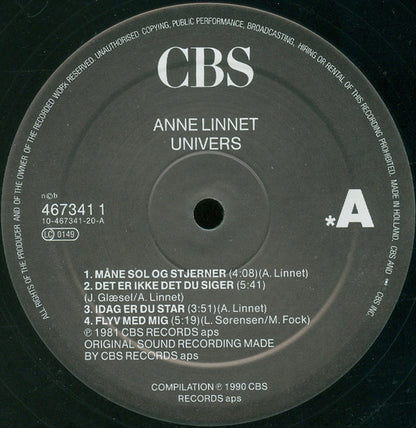 ALL RIGHTS OF THE PRODUCER AND OF THE OWNER OF THE RECORDED WORK RESERVED. UNAUTHORISED COPYING, PUBLIC PERFORMANCE, BROADCASTING, HIRING OR RENTAL OF THIS RECORDING PROHIBITED. MADE IN HOLLAND. CBS AND
IS CBS INC.
CBS
ANNE LINNET
UNIVERS
n©b
467341 1
10-467341-20-A
LC 0149
*A
1. MÅNE SOL OG STJERNER (4:08)(A. Linnet)
2. DET ER IKKE DET DU SIGER (5:41)
(J. Glæsel/A. Linnet)
3. IDAG ER DU STAR (3:51)(A. Linnet)
4. FLYV MED MIG (5:19)(L. Sørensen/M. Fock)
℗ 1981 CBS RECORDS aps
ORIGINAL SOUND RECORDING MADE
BY CBS RECORDS aps
COMPILATION ℗ 1990 CBS
RECORDS aps